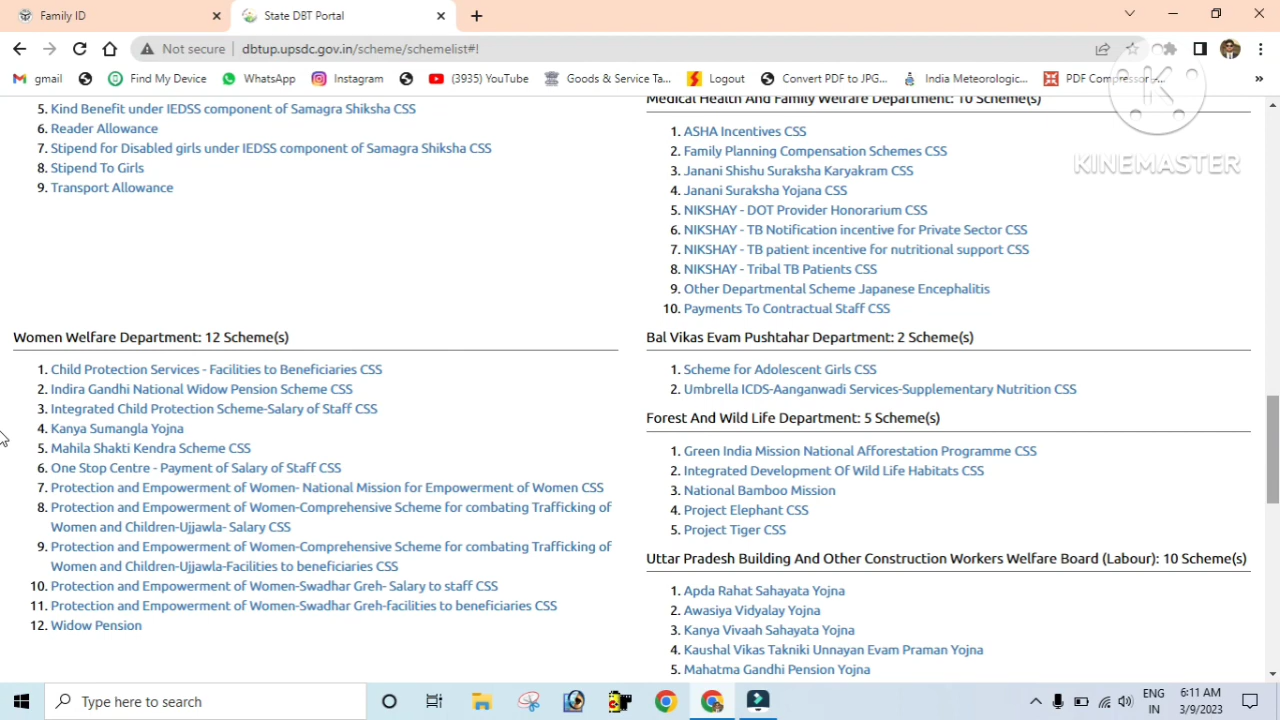 Family ID
State DBT Portal
Not secure
dbtup.upsdc.gov.in/scheme/schemelist#!
gmail
Find My Device
WhatsApp
Instagram
(3935) YouTube
Goods & Service Ta...
Logout
Convert PDF to JPG...
India Meteorologic...
PDF Compressor...
»
5. Kind Benefit under IEDSS component of Samagra Shiksha CSS
6. Reader Allowance
7. Stipend for Disabled girls under IEDSS component of Samagra Shiksha CSS
8. Stipend To Girls
9. Transport Allowance
Medical Health And Family Welfare Department: 10 Scheme(s)
1. ASHA Incentives CSS
2. Family Planning Compensation Schemes CSS
3. Janani Shishu Suraksha Karyakram CSS
4. Janani Suraksha Yojana CSS
5. NIKSHAY - DOT Provider Honorarium CSS
6. NIKSHAY - TB Notification incentive for Private Sector CSS
7. NIKSHAY - TB patient incentive for nutritional support CSS
8. NIKSHAY - Tribal TB Patients CSS
9. Other Departmental Scheme Japanese Encephalitis
10. Payments To Contractual Staff CSS
K
KINEMASTER
Women Welfare Department: 12 Scheme(s)
1. Child Protection Services - Facilities to Beneficiaries CSS
2. Indira Gandhi National Widow Pension Scheme CSS
3. Integrated Child Protection Scheme-Salary of Staff CSS
4. Kanya Sumangla Yojna
5. Mahila Shakti Kendra Scheme CSS
6. One Stop Centre - Payment of Salary of Staff CSS
7. Protection and Empowerment of Women- National Mission for Empowerment of Women CSS
8. Protection and Empowerment of Women-Comprehensive Scheme for combating Trafficking of
Women and Children-Ujjawla- Salary CSS
9. Protection and Empowerment of Women-Comprehensive Scheme for combating Trafficking of
Women and Children-Ujjawla-Facilities to beneficiaries CSS
10. Protection and Empowerment of Women-Swadhar Greh- Salary to staff CSS
11. Protection and Empowerment of Women-Swadhar Greh-facilities to beneficiaries CSS
12. Widow Pension
Bal Vikas Evam Pushtahar Department: 2 Scheme(s)
1. Scheme for Adolescent Girls CSS
2. Umbrella ICDS-Aanganwadi Services-Supplementary Nutrition CSS
Forest And Wild Life Department: 5 Scheme(s)
1. Green India Mission National Afforestation Programme CSS
2. Integrated Development Of Wild Life Habitats CSS
3. National Bamboo Mission
4. Project Elephant CSS
5. Project Tiger CSS
Uttar Pradesh Building And Other Construction Workers Welfare Board (Labour): 10 Scheme(s)
1. Apda Rahat Sahayata Yojna
2. Awasiya Vidyalay Yojna
3. Kanya Vivaah Sahayata Yojna
4. Kaushal Vikas Takniki Unnayan Evam Praman Yojna
5. Mahatma Gandhi Pension Yojna
Type here to search
ENG
IN
6:11 AM
3/9/2023